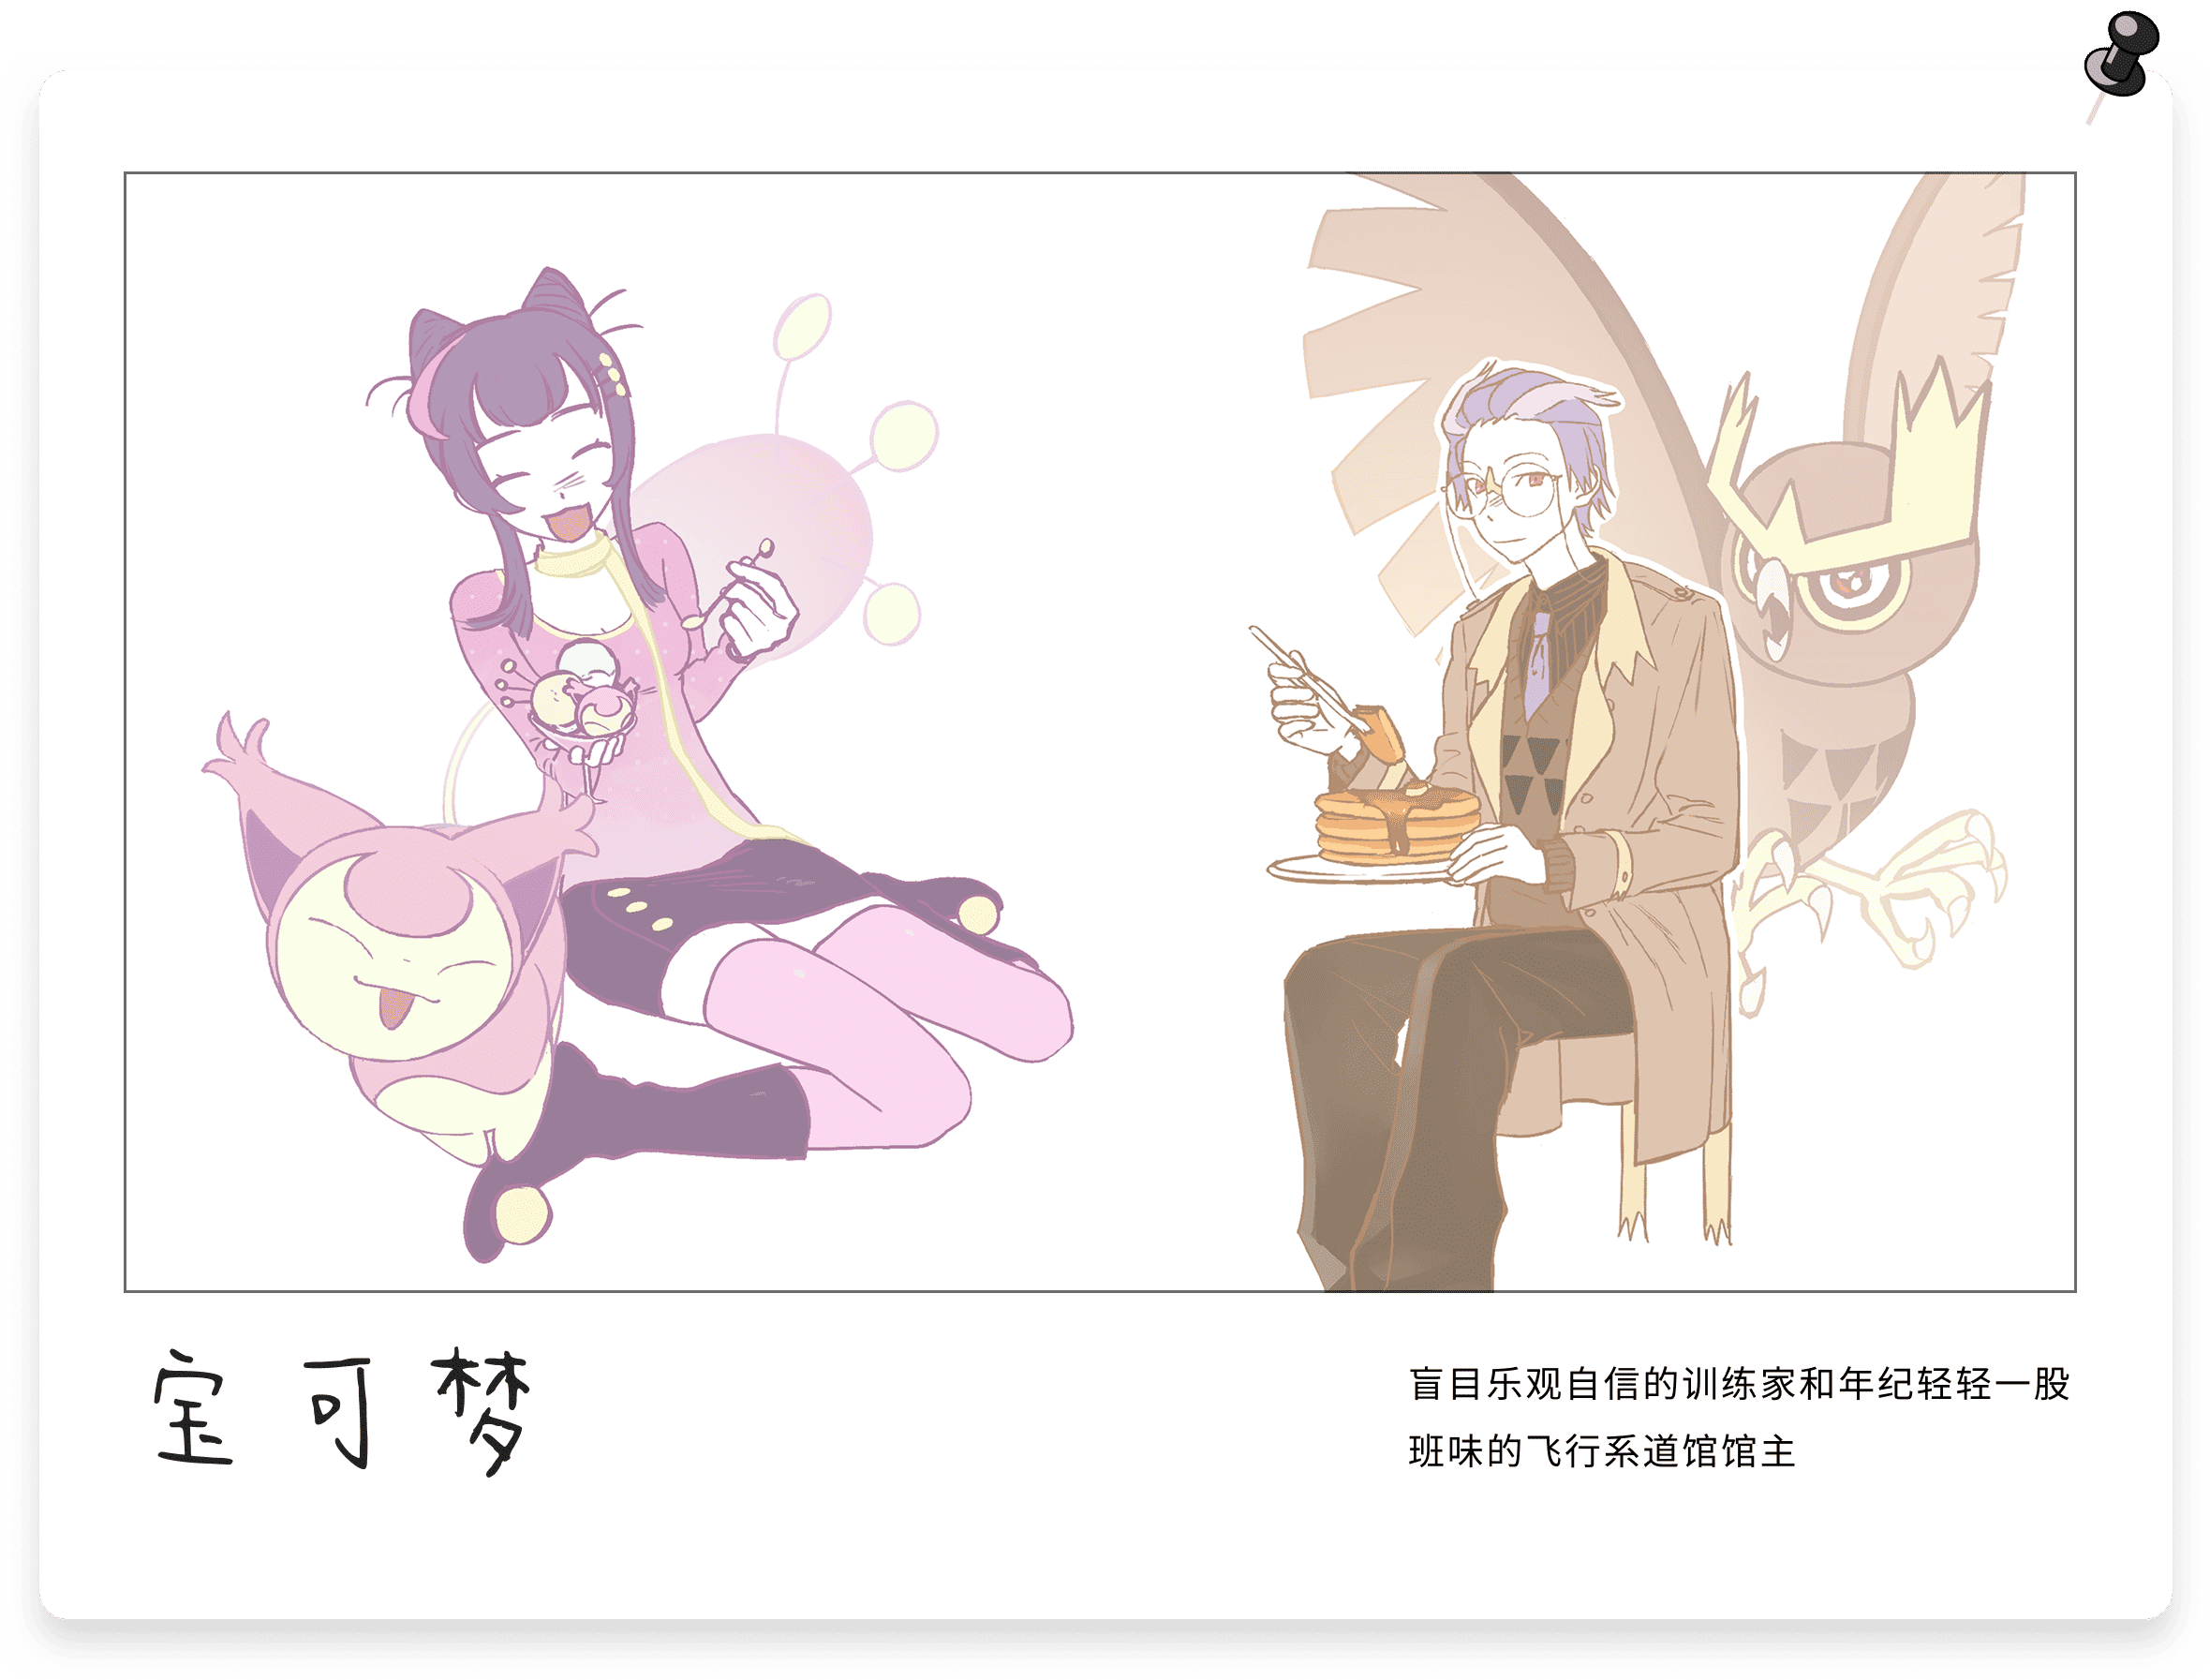 宝可梦
盲目乐观自信的训练家和年纪轻轻一股
班味的飞行系道馆馆主